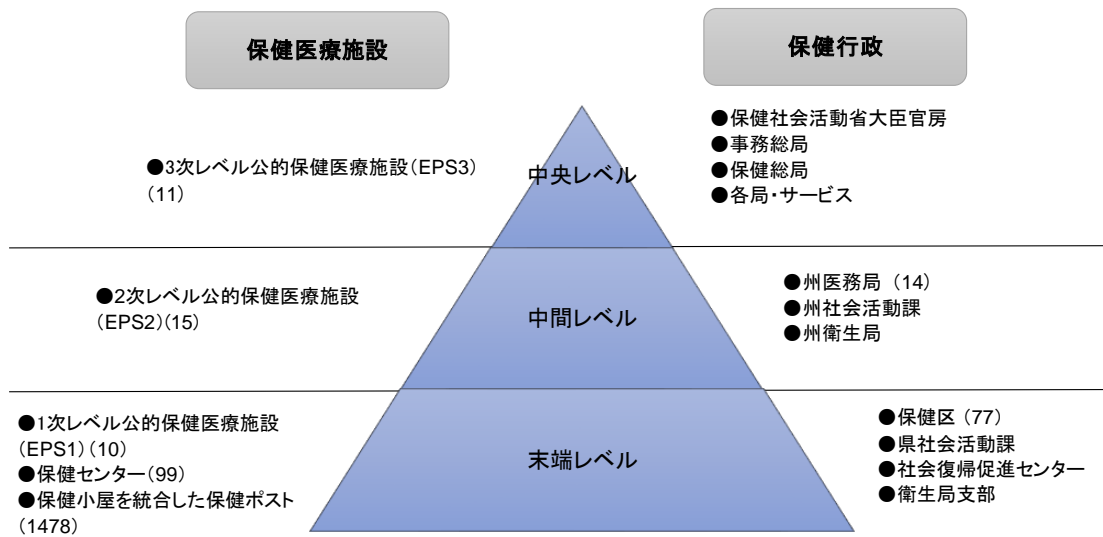 保健医療施設
保健行政
●3次レベル公的保健医療施設(EPS3)
(11)
中央レベル
●保健社会活動省大臣官房
●事務総局
●保健総局
●各局・サービス
●2次レベル公的保健医療施設
(EPS2)(15)
中間レベル
●州医務局 (14)
●州社会活動課
●州衛生局
●1次レベル公的保健医療施設
(EPS1)(10)
●保健センター(99)
●保健小屋を統合した保健ポスト
(1478)
末端レベル
●保健区 (77)
●県社会活動課
●社会復帰促進センター
●衛生局支部